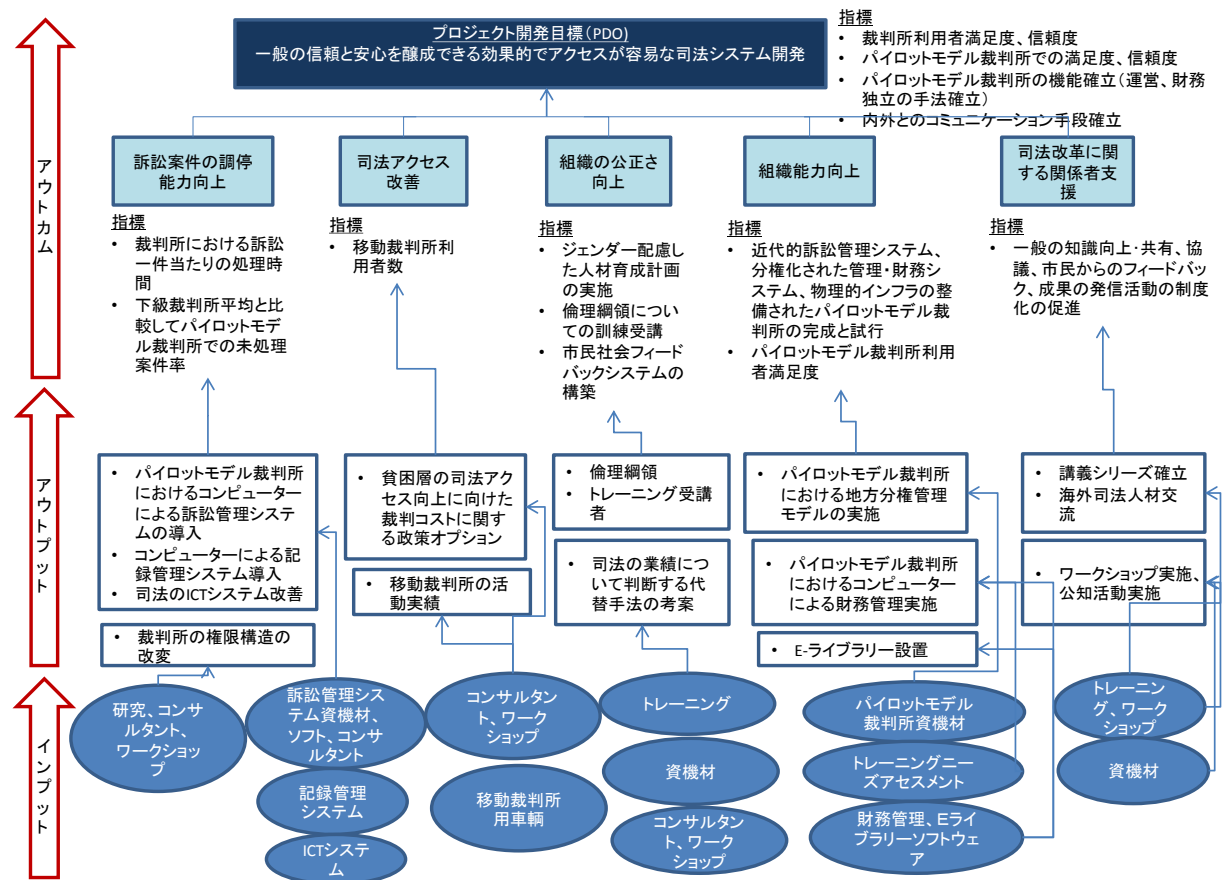 プロジェクト開発目標（PDO）
一般の信頼と安心を醸成できる効果的でアクセスが容易な司法システム開発
指標
• 裁判所利用者満足度、信頼度
• パイロットモデル裁判所での満足度、信頼度
• パイロットモデル裁判所の機能確立（運営、財務
独立の手法確立）
• 内外とのコミュニケーション手段確立
アウトカム
訴訟案件の調停
能力向上
司法アクセス
改善
組織の公正さ
向上
組織能力向上
司法改革に関
する関係者支
援
指標
• 裁判所における訴訟
一件当たりの処理時
間
• 下級裁判所平均と比
較してパイロットモデ
ル裁判所での未処理
案件率
指標
• 移動裁判所利
用者数
指標
• ジェンダー配慮し
た人材育成計画
の実施
• 倫理綱領につい
ての訓練受講
• 市民社会フィード
バックシステムの
構築
指標
• 近代的訴訟管理システム、
分権化された管理・財務シ
ステム、物理的インフラの整
備されたパイロットモデル裁
判所の完成と試行
• パイロットモデル裁判所利用
者満足度
指標
• 一般の知識向上・共有、協
議、市民からのフィードバッ
ク、成果の発信活動の制度
化の促進
アウトプット
• パイロットモデル裁判所
におけるコンピューター
による訴訟管理システ
ムの導入
• コンピューターによる記
録管理システム導入
• 司法のICTシステム改善
• 裁判所の権限構造の
改変
• 貧困層の司法アク
セス向上に向けた
裁判コストに関す
る政策オプション
• 移動裁判所の活
動実績
• 倫理綱領
• トレーニング受講
者
• 司法の業績につ
いて判断する代
替手法の考案
• パイロットモデル裁判所
における地方分権管理
モデルの実施
• パイロットモデル裁判所
におけるコンピューター
による財務管理実施
• E-ライブラリー設置
• 講義シリーズ確立
• 海外司法人材交
流
• ワークショップ実施、
公知活動実施
インプット
研究、コンサ
ルタント、
ワークショッ
プ
訴訟管理シス
テム資機材、
ソフト、コンサ
ルタント
記録管理
システム
ICTシステ
ム
コンサルタン
ト、ワーク
ショップ
移動裁判所
用車輌
トレーニング
資機材
コンサルタン
ト、ワーク
ショップ
パイロットモデル
裁判所資機材
トレーニングニー
ズアセスメント
財務管理、Eライ
ブラリーソフトウェ
ア
トレーニン
グ、ワーク
ショップ
資機材